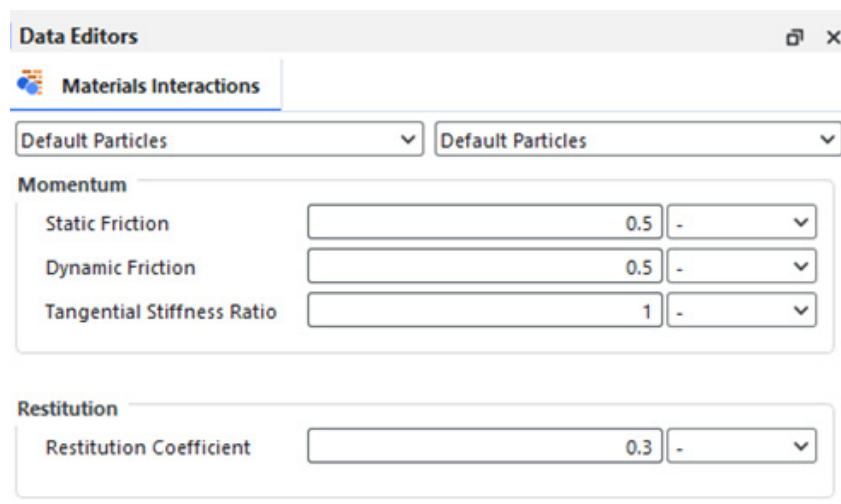 Data Editors
Materials Interactions
Default Particles Default Particles
Momentum
Static Friction 0.5 -
Dynamic Friction 0.5 -
Tangential Stiffness Ratio 1 -
Restitution
Restitution Coefficient 0.3 -